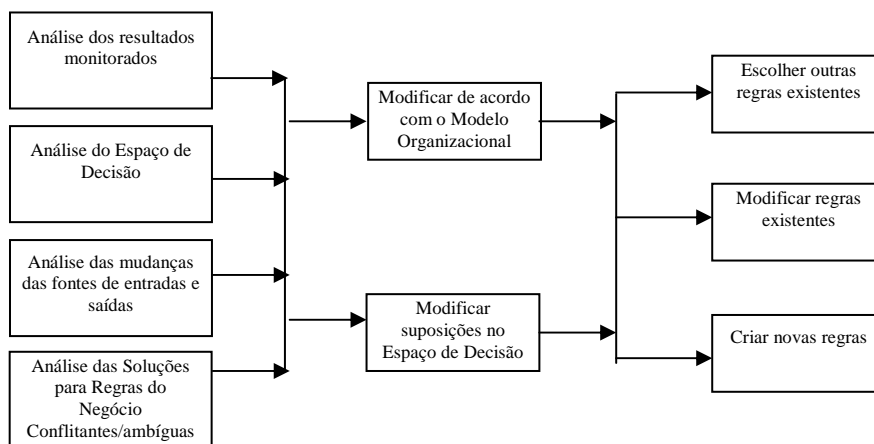 Análise dos resultados
monitorados
Análise do Espaço de
Decisão
Análise das mudanças
das fontes de entradas e
saídas
Análise das Soluções
para Regras do
Negócio
Conflitantes/ambíguas
Modificar de acordo
com o Modelo
Organizacional
Modificar
suposições no
Espaço de Decisão
Escolher outras
regras existentes
Modificar regras
existentes
Criar novas regras